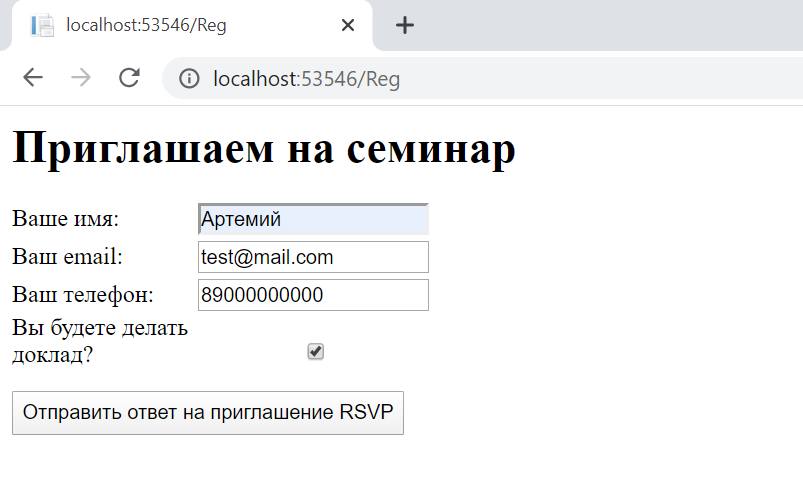 localhost:53546/Reg
localhost:53546/Reg
Приглашаем на семинар
Ваше имя: Артемий
Ваш email: test@mail.com
Ваш телефон: 89000000000
Вы будете делать
доклад?
Отправить ответ на приглашение RSVP